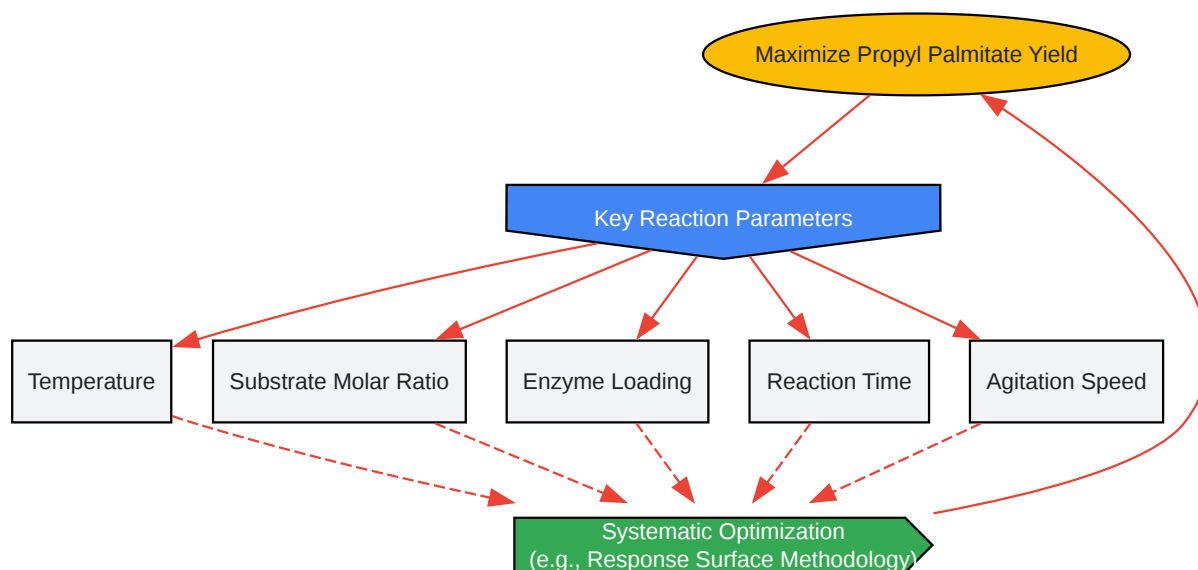 Maximize Propyl Palmitate Yield
Key Reaction Parameters
Temperature
Substrate Molar Ratio
Enzyme Loading
Reaction Time
Agitation Speed
Systematic Optimization
(e.g., Response Surface Methodology)